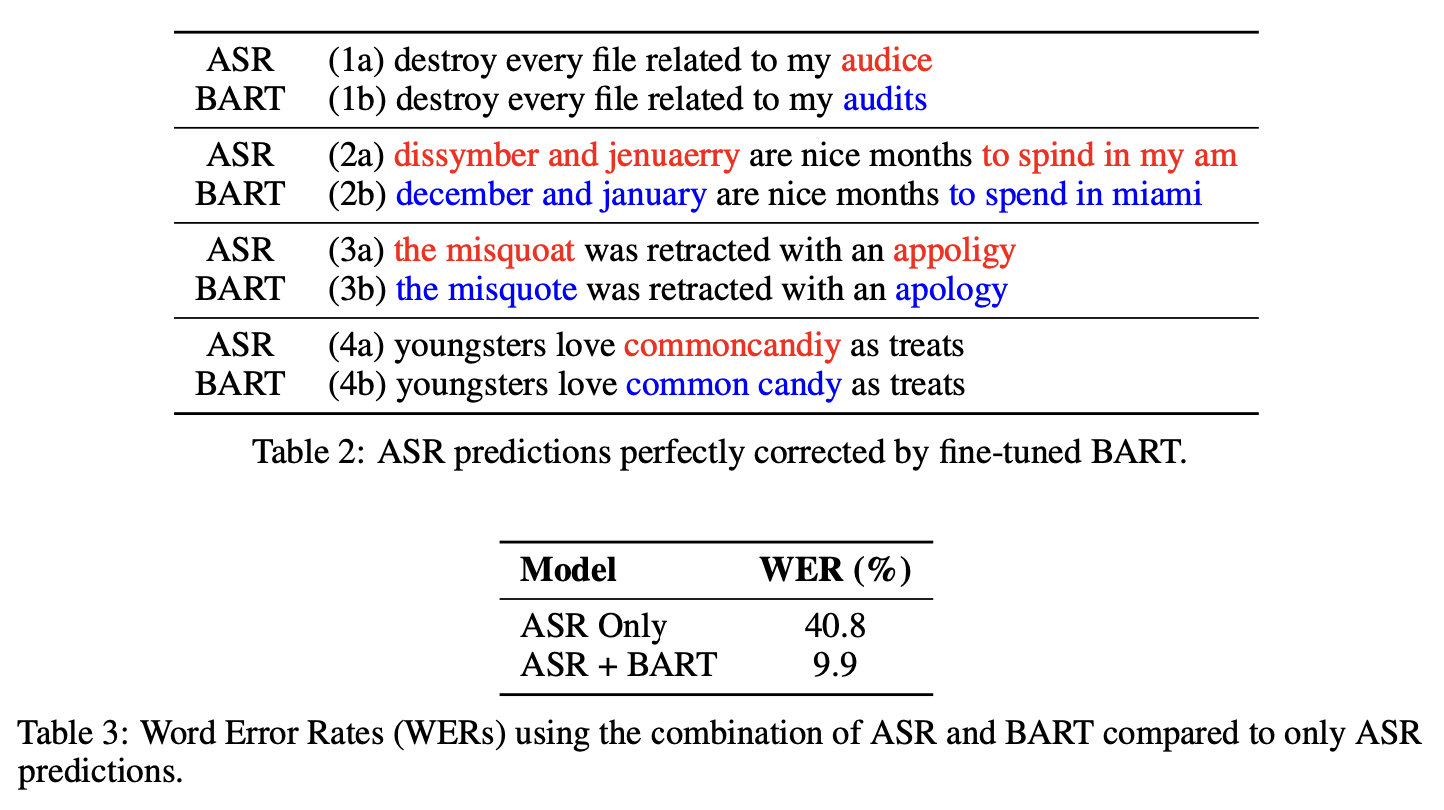 ASR (1a) destroy every file related to my audice
BART (1b) destroy every file related to my audits
ASR (2a) dissymber and jenuaerry are nice months to spind in my am
BART (2b) december and january are nice months to spend in miami
ASR (3a) the misquoat was retracted with an appoligy
BART (3b) the misquote was retracted with an apology
ASR (4a) youngsters love commoncandiy as treats
BART (4b) youngsters love common candy as treats
Table 2: ASR predictions perfectly corrected by fine-tuned BART.
Model WER (%)
ASR Only 40.8
ASR + BART 9.9
Table 3: Word Error Rates (WERs) using the combination of ASR and BART compared to only ASR
predictions.